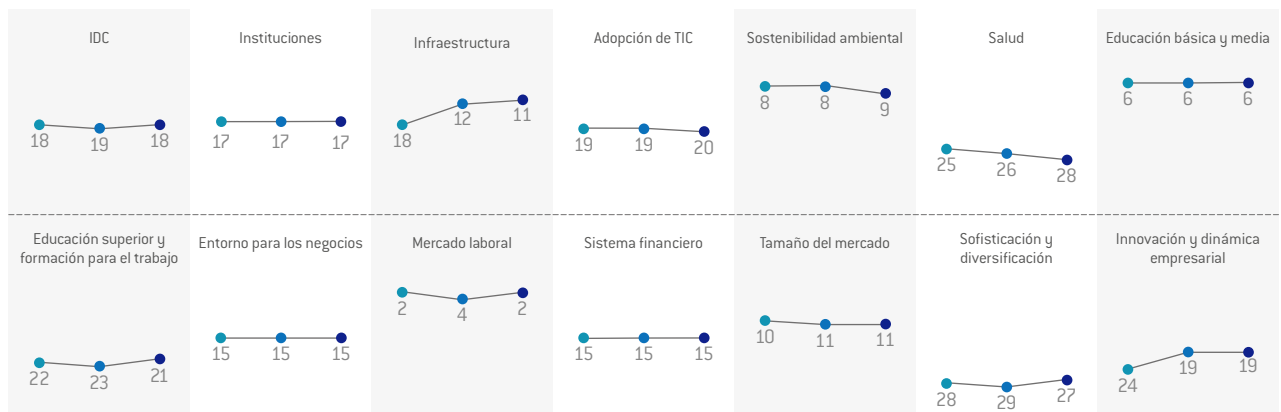 IDC
18 19 18
Instituciones
17 17 17
Infraestructura
18 12 11
Adopción de TIC
19 19 20
Sostenibilidad ambiental
8 8 9
Salud
25 26 28
Educación básica y media
6 6 6
Educación superior y
formación para el trabajo
22 23 21
Entorno para los negocios
15 15 15
Mercado laboral
2 4 2
Sistema financiero
15 15 15
Tamaño del mercado
10 11 11
Sofisticación y
diversificación
28 29 27
Innovación y dinámica
empresarial
24 19 19